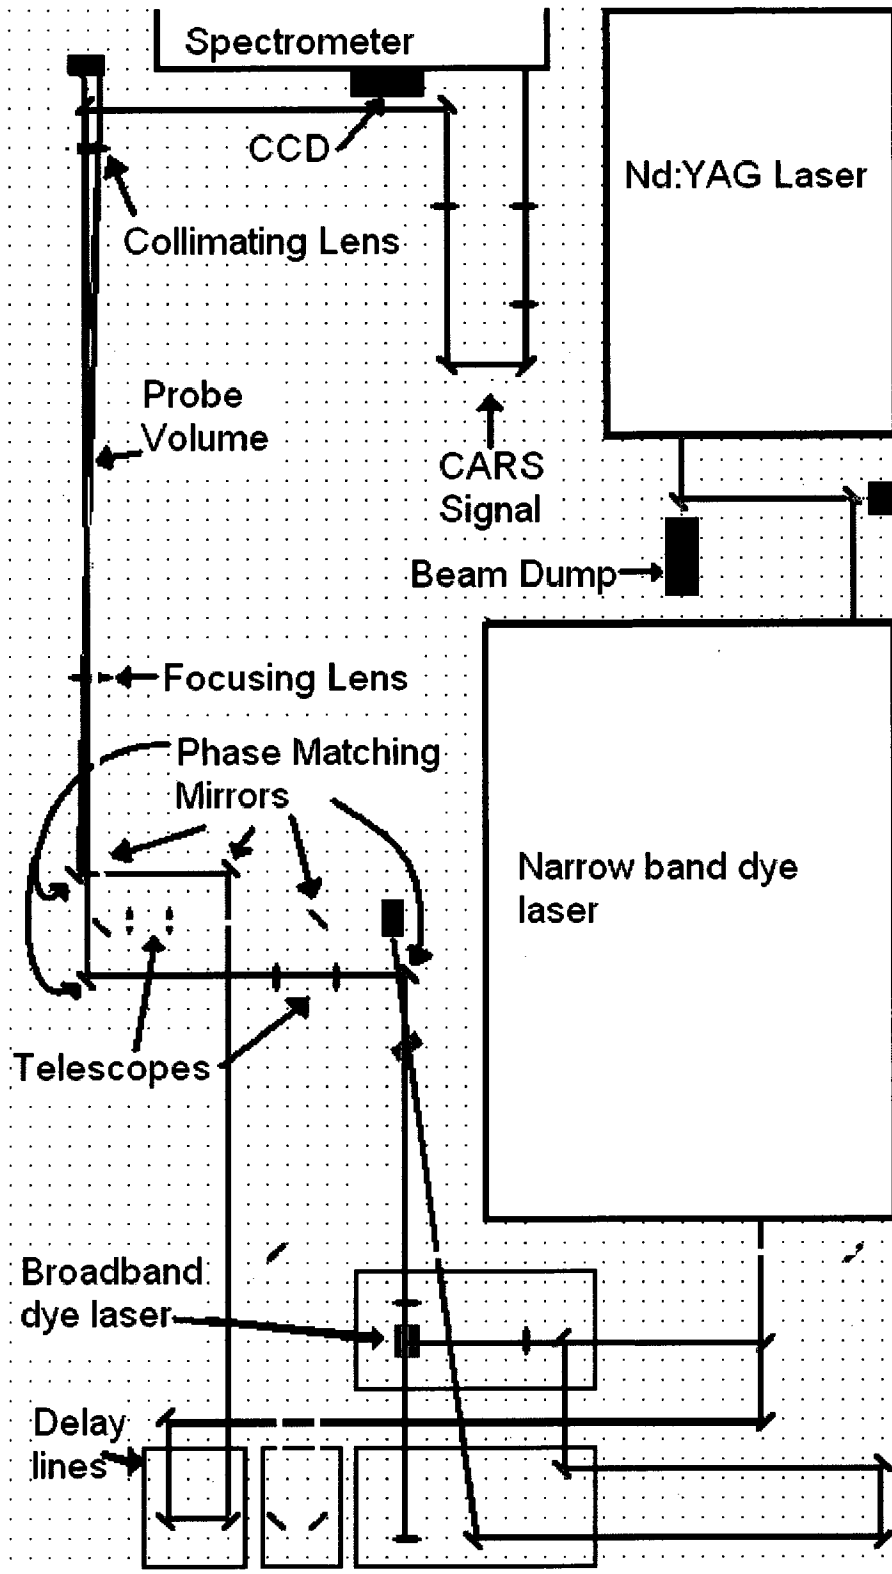 Spectrometer
CCD
Nd:YAG Laser
Collimating Lens
Probe
Volume
CARS
Signal
Beam Dump
Focusing Lens
Phase Matching
Mirrors
Narrow band dye
laser
Telescopes
Broadband
dye laser
Delay
lines